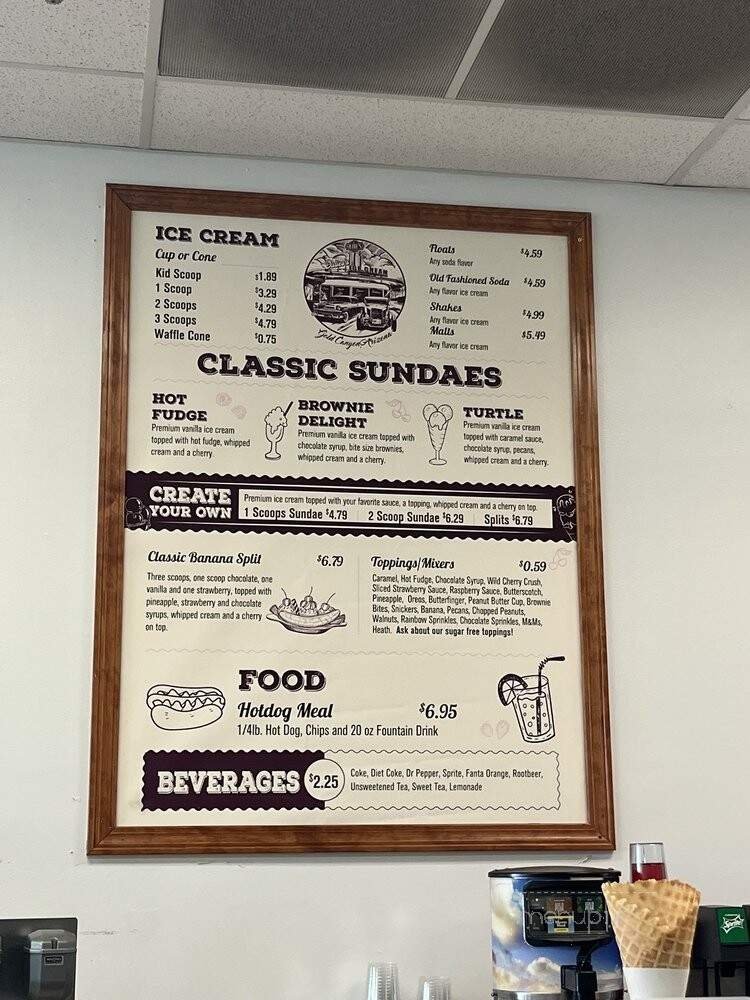 ICE CREAM
Cup or Cone
Kid Scoop $1.89
1 Scoop $3.29
2 Scoops $4.29
3 Scoops $4.79
Waffle Cone $0.75
CREAM
Gold Canyon Arizona
Floats $4.59
Any soda flavor
Old Fashioned Soda $4.59
Any flavor ice cream
Shakes $4.99
Any flavor ice cream
Malts $5.49
Any flavor ice cream
CLASSIC SUNDAES
HOT
FUDGE
Premium vanilla ice cream
topped with hot fudge, whipped
cream and a cherry.
BROWNIE
DELIGHT
Premium vanilla ice cream topped with
chocolate syrup, bite size brownies,
whipped cream and a cherry.
TURTLE
Premium vanilla ice cream
topped with caramel sauce,
chocolate syrup, pecans,
whipped cream and a cherry.
CREATE
YOUR OWN
Premium ice cream topped with your favorite sauce, a topping, whipped cream and a cherry on top.
1 Scoops Sundae $4.79 2 Scoop Sundae $6.29 Splits $6.79
Classic Banana Split $6.79
Three scoops, one scoop chocolate, one
vanilla and one strawberry, topped with
pineapple, strawberry and chocolate
syrups, whipped cream and a cherry
on top.
Toppings|Mixers $0.59
Caramel, Hot Fudge, Chocolate Syrup, Wild Cherry Crush,
Sliced Strawberry Sauce, Raspberry Sauce, Butterscotch,
Pineapple, Oreos, Butterfinger, Peanut Butter Cup, Brownie
Bites, Snickers, Banana, Pecans, Chopped Peanuts,
Walnuts, Rainbow Sprinkles, Chocolate Sprinkles, M&Ms,
Heath. Ask about our sugar free toppings!
FOOD
Hotdog Meal $6.95
1/4lb. Hot Dog, Chips and 20 oz Fountain Drink
BEVERAGES $2.25
Coke, Diet Coke, Dr Pepper, Sprite, Fanta Orange, Rootbeer,
Unsweetened Tea, Sweet Tea, Lemonade
Sprite